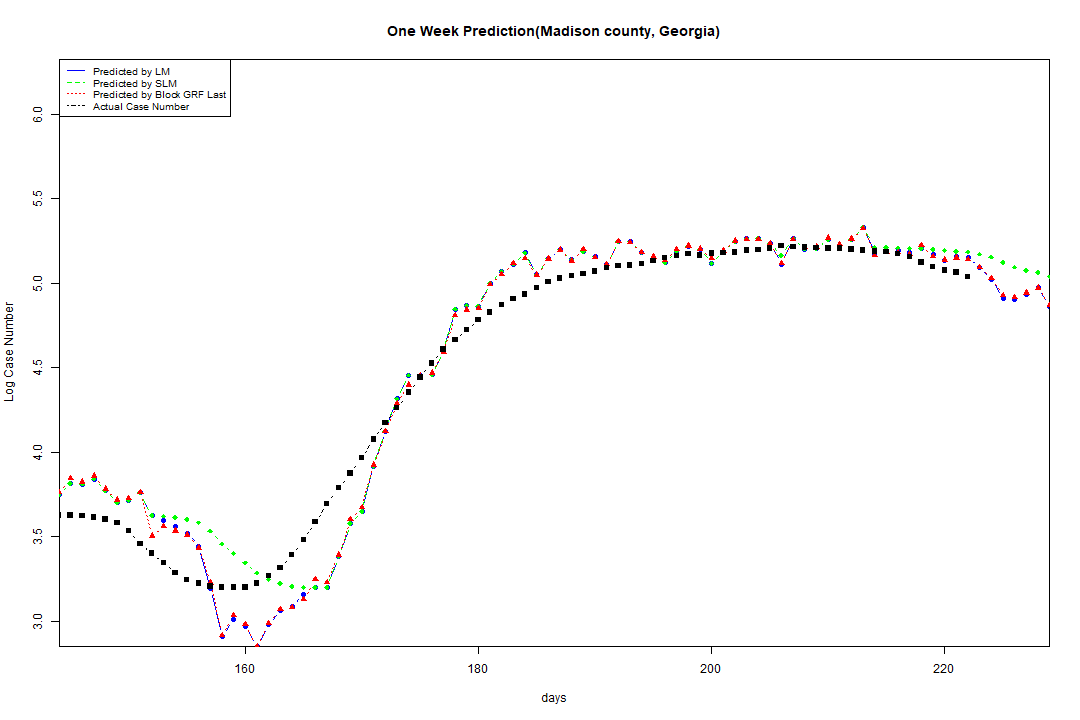 One Week Prediction(Madison county, Georgia)
Predicted by LM
Predicted by SLM
Predicted by Block GRF Last
Actual Case Number
6.0
5.5
5.0
4.5
4.0
3.5
3.0
Log Case Number
160 180 200 220
days